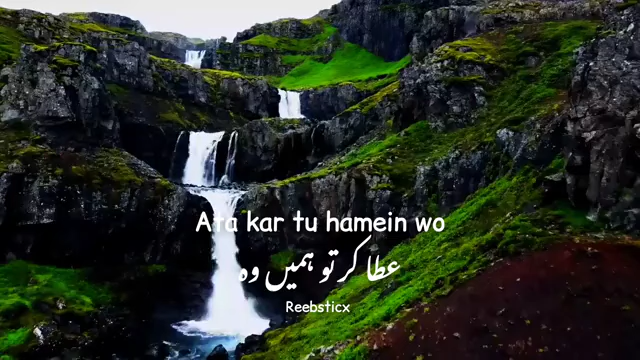 Ata kar tu hamein wo
عطا کر تو ہمیں وہ
Reebsticx